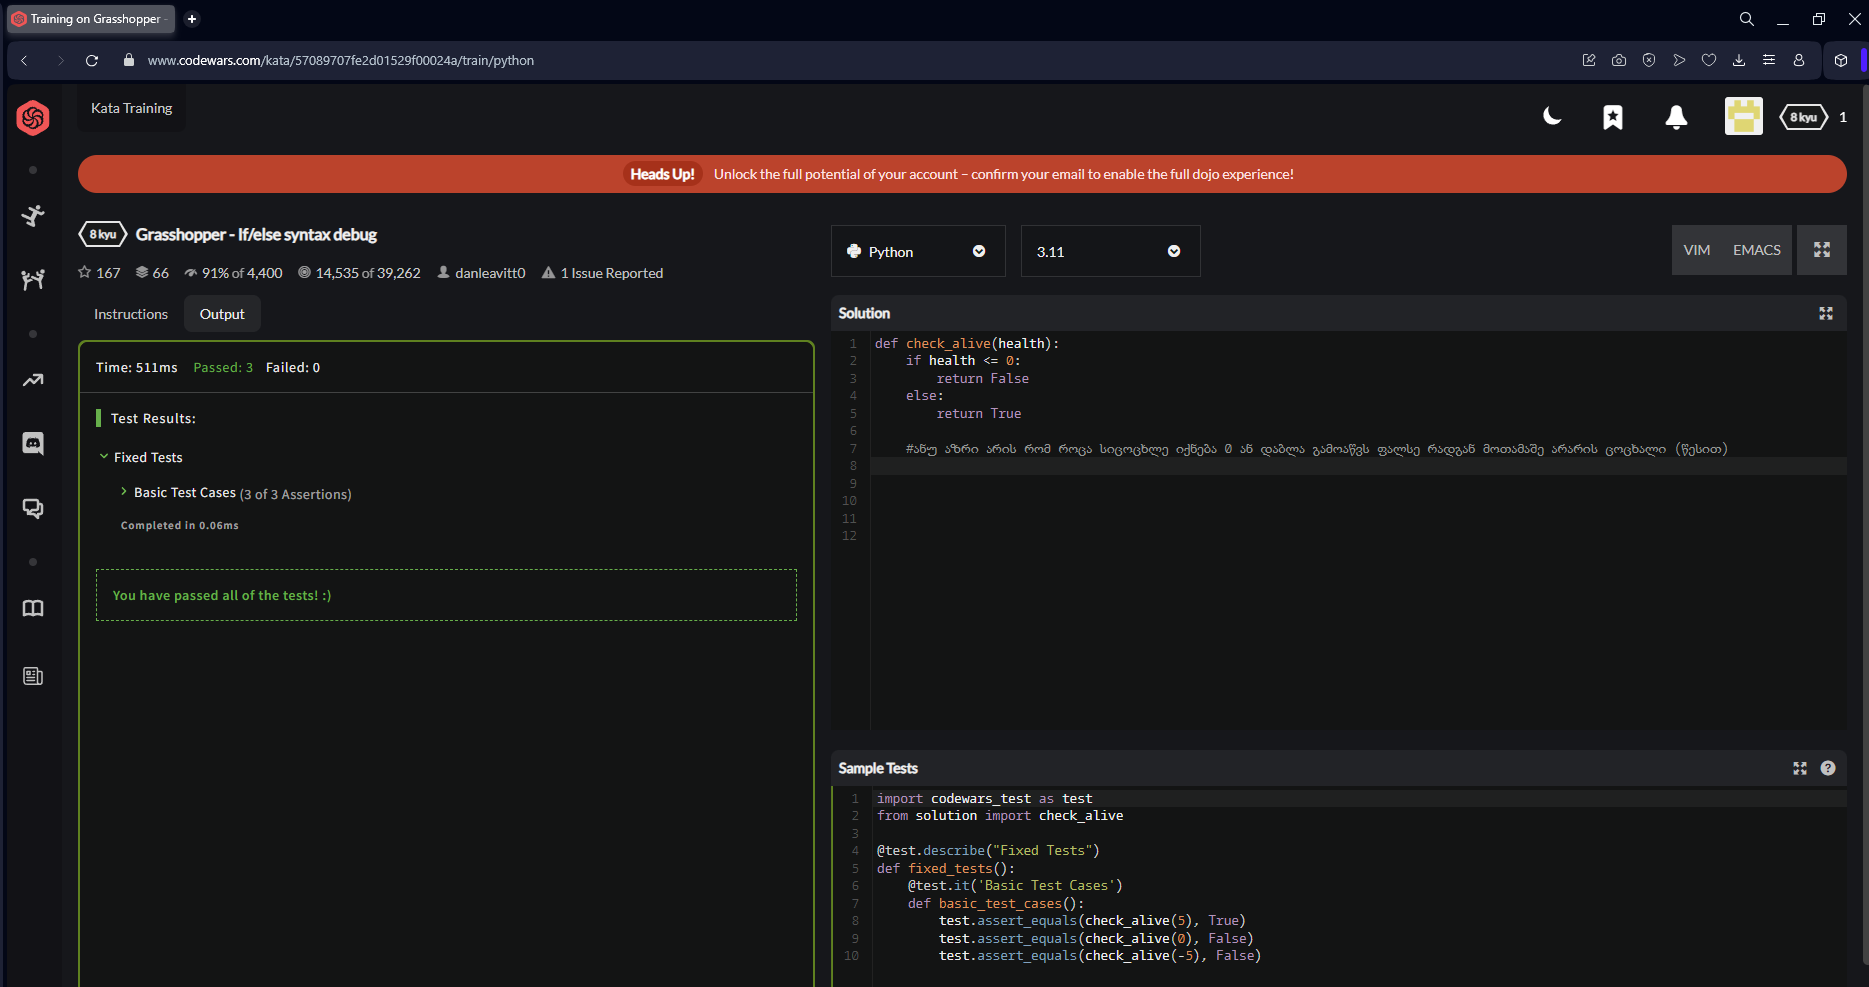 Training on Grasshopper -
www.codewars.com/kata/57089707fe2d01529f00024a/train/python
Kata Training
8 kyu 1
Heads Up! Unlock the full potential of your account – confirm your email to enable the full dojo experience!
8 kyu Grasshopper - If/else syntax debug
167 66 91% of 4,400 14,535 of 39,262 danleavitt0 1 Issue Reported
Instructions Output
Time: 511ms Passed: 3 Failed: 0
Test Results:
Fixed Tests
Basic Test Cases (3 of 3 Assertions)
Completed in 0.06ms
You have passed all of the tests! :)
Python 3.11 VIM EMACS
Solution
1 def check_alive(health):
2 if health <= 0:
3 return False
4 else:
5 return True
6
7 #ანუ აზრი არის რომ როცა სიცოცხლე იქნება 0 ან დაბლა გამოაწვს ფალსე რადგან მოთამაშე არარის ცოცხალი (წესით)
8
9
10
11
12
Sample Tests
1 import codewars_test as test
2 from solution import check_alive
3
4 @test.describe("Fixed Tests")
5 def fixed_tests():
6 @test.it('Basic Test Cases')
7 def basic_test_cases():
8 test.assert_equals(check_alive(5), True)
9 test.assert_equals(check_alive(0), False)
10 test.assert_equals(check_alive(-5), False)